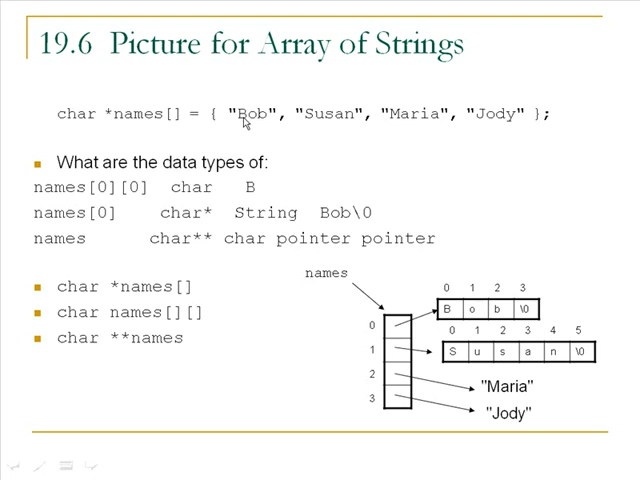 19.6 Picture for Array of Strings
char *names[] = { "Bob", "Susan", "Maria", "Jody" };
What are the data types of:
names[0][0] char B
names[0] char* String Bob\0
names char** char pointer pointer
char *names[]
char names[][]
char **names
names
0 1 2 3
B o b \0
0 1 2 3 4 5
S u s a n \0
0
1
2
3
"Maria"
"Jody"